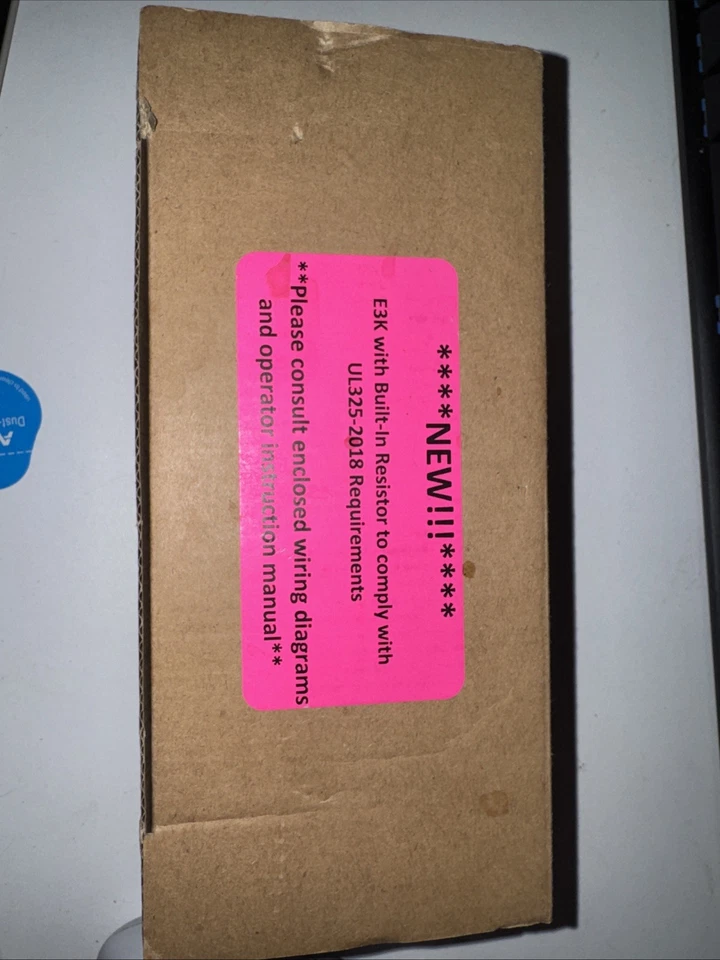 ****NEW!!!****
E3K with Built-In Resistor to comply with
UL325-2018 Requirements
**Please consult enclosed wiring diagrams
and operator instruction manual**
Dust-